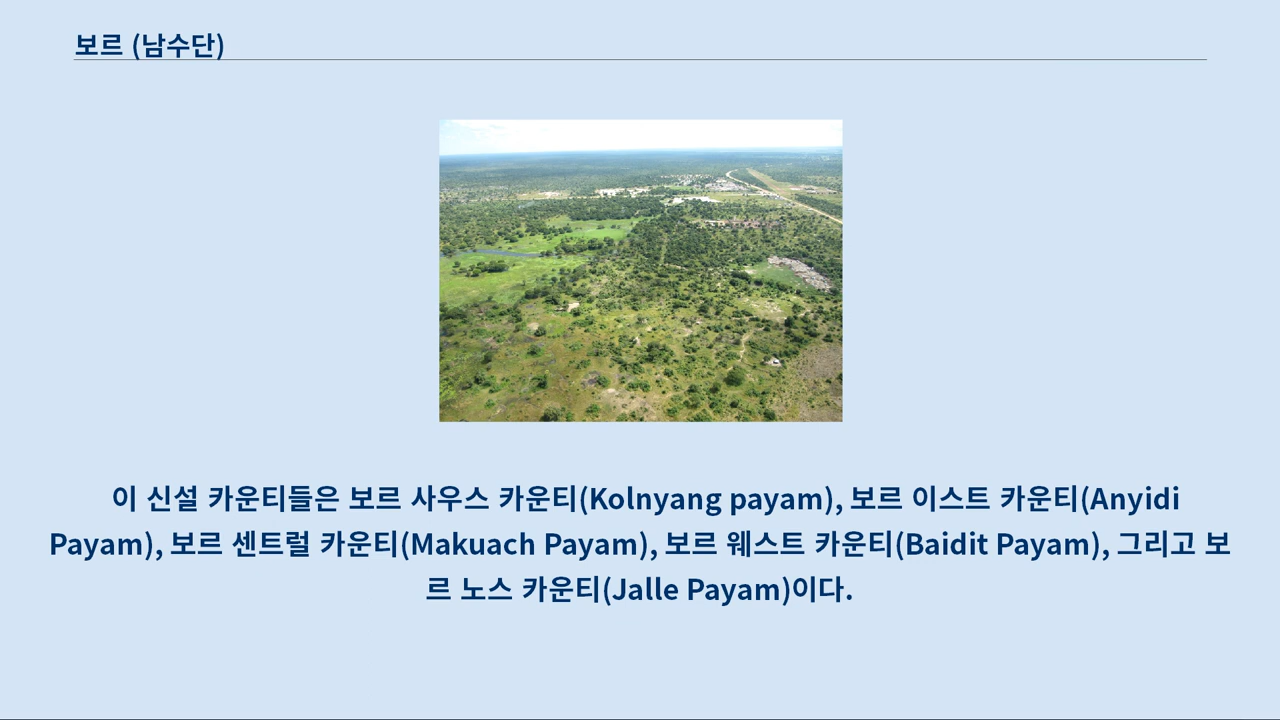 보르 (남수단)
이 신설 카운티들은 보르 사우스 카운티(Kolnyang payam), 보르 이스트 카운티(Anyidi
Payam), 보르 센트럴 카운티(Makuach Payam), 보르 웨스트 카운티(Baidit Payam), 그리고 보
르 노스 카운티(Jalle Payam)이다.